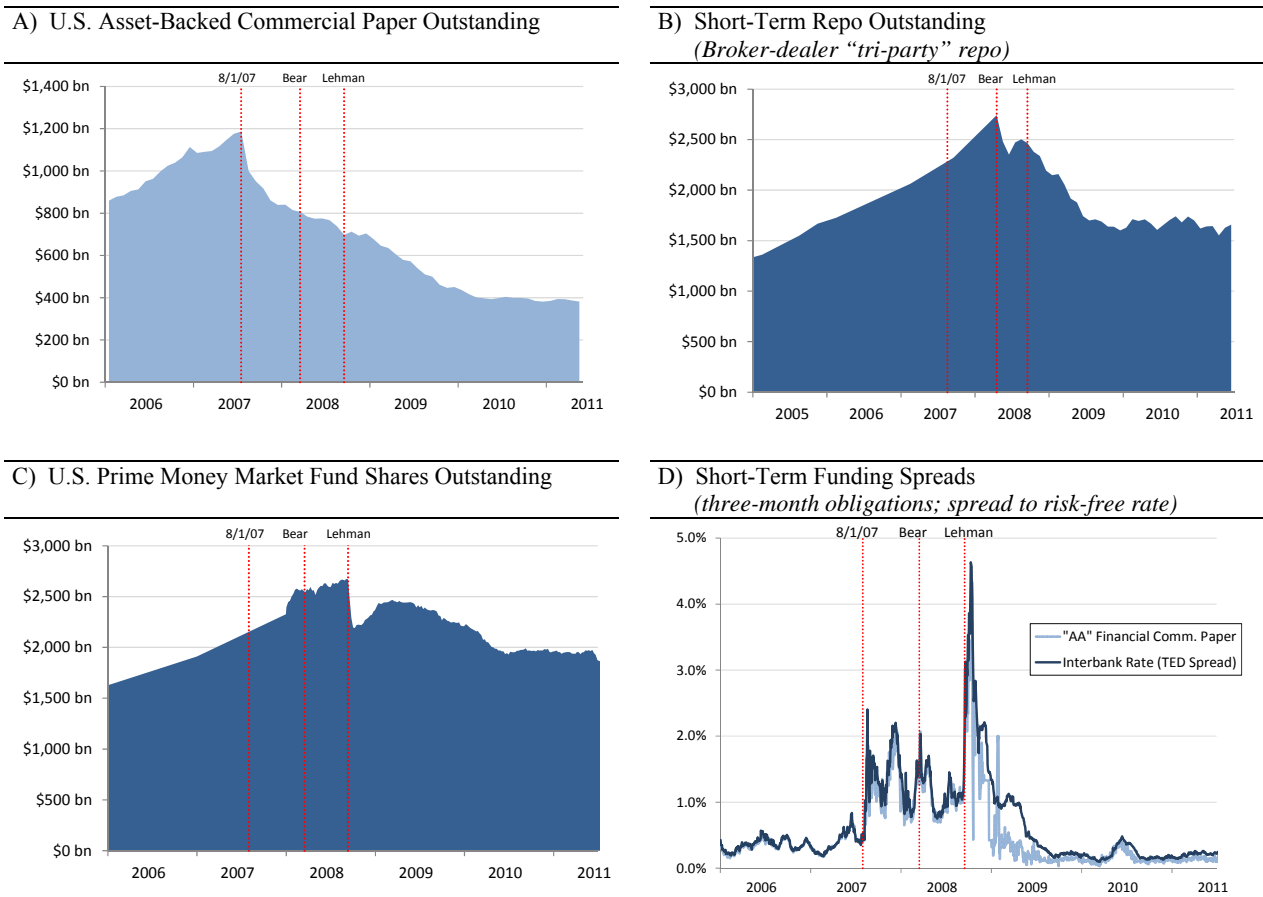 A) U.S. Asset-Backed Commercial Paper Outstanding
8/1/07 Bear Lehman
$1,400 bn
$1,200 bn
$1,000 bn
$800 bn
$600 bn
$400 bn
$200 bn
$0 bn
2006 2007 2008 2009 2010 2011
B) Short-Term Repo Outstanding
(Broker-dealer “tri-party” repo)
8/1/07 Bear Lehman
$3,000 bn
$2,500 bn
$2,000 bn
$1,500 bn
$1,000 bn
$500 bn
$0 bn
2005 2006 2007 2008 2009 2010 2011
C) U.S. Prime Money Market Fund Shares Outstanding
8/1/07 Bear Lehman
$3,000 bn
$2,500 bn
$2,000 bn
$1,500 bn
$1,000 bn
$500 bn
$0 bn
2006 2007 2008 2009 2010 2011
D) Short-Term Funding Spreads
(three-month obligations; spread to risk-free rate)
8/1/07 Bear Lehman
5.0%
4.0%
3.0%
2.0%
1.0%
0.0%
"AA" Financial Comm. Paper
Interbank Rate (TED Spread)
2006 2007 2008 2009 2010 2011